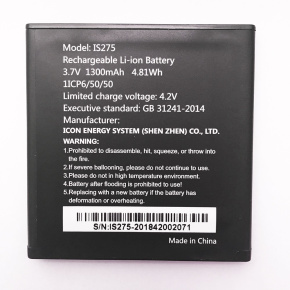 Model: IS275
Rechargeable Li-ion Battery
3.7V 1300mAh 4.81Wh
1ICP6/50/50
Limited charge voltage: 4.2V
Executive standard: GB 31241-2014
Manufacturer:
ICON ENERGY SYSTEM (SHEN ZHEN) CO., LTD.
WARNING:
1.Prohibited to disassemble, hit, squeeze, or throw into
the fire.
2.If severe ballooning, please do not continue to use.
3.Please do not in high temperature environment.
4.Battery after flooding is prohibited to use!
5.Replacing with a new battery if the battery has
deformation or overheating.
S/N:IS275-201842002071
Made in China